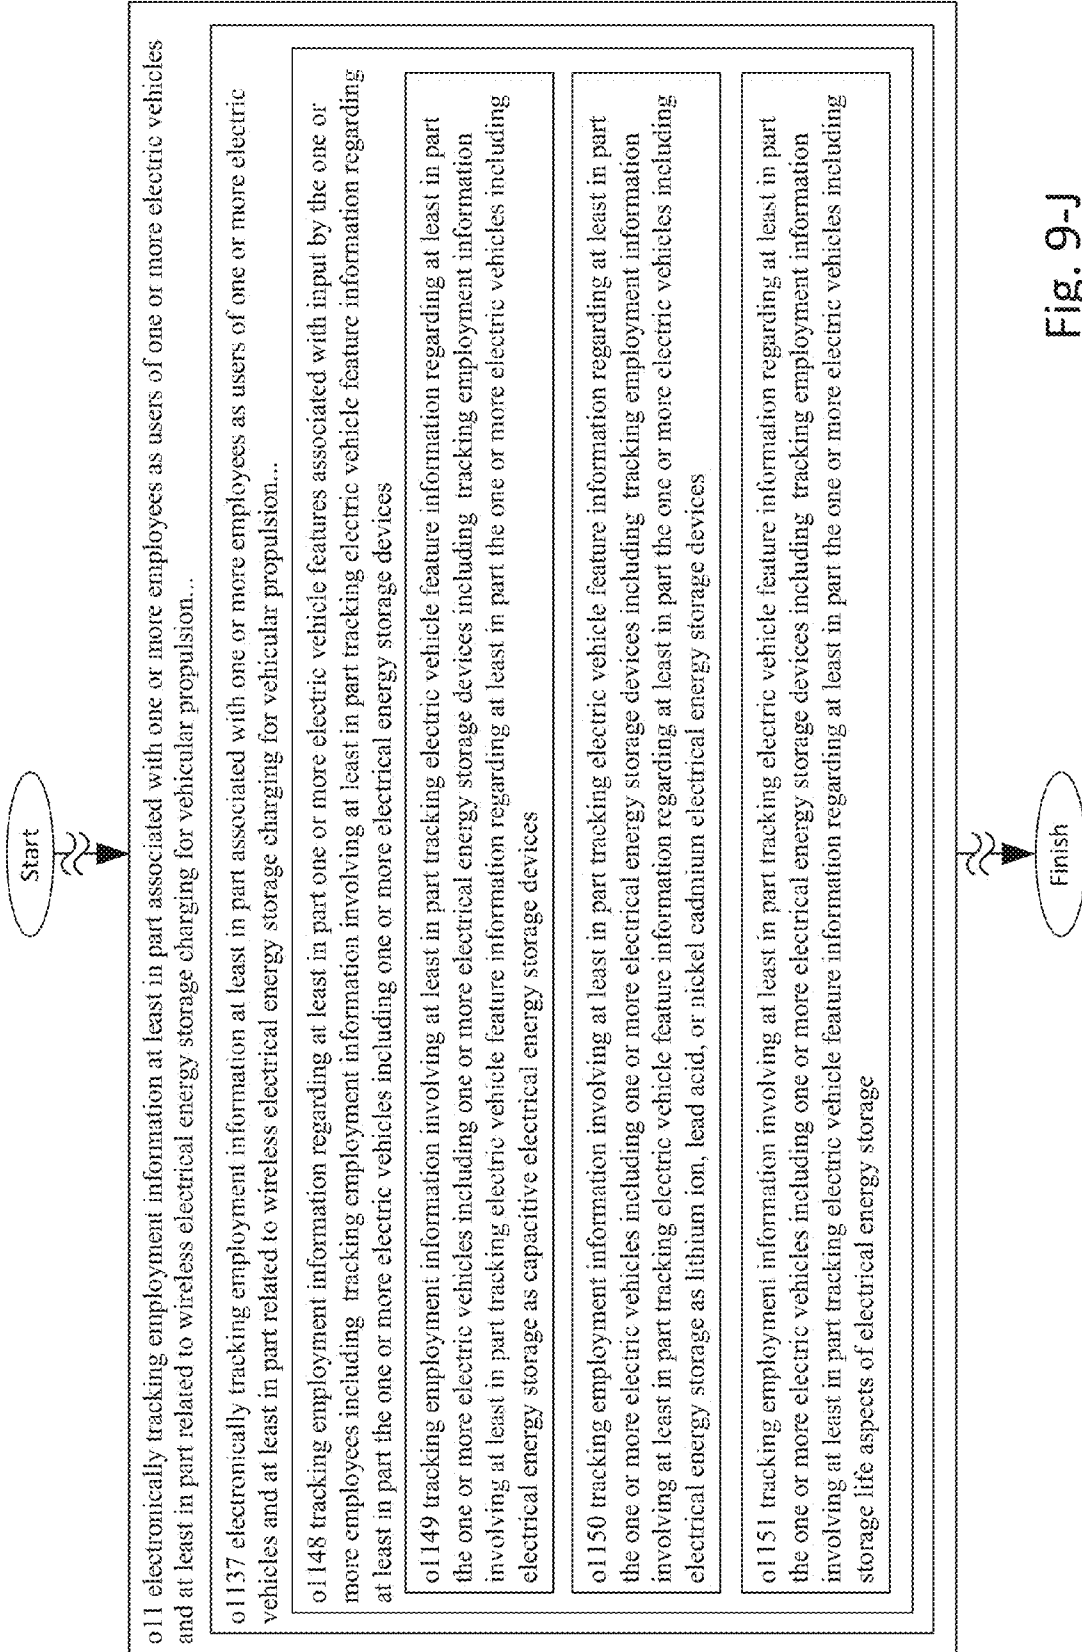 Start
o11 electronically tracking employment information at least in part associated with one or more employees as users of one or more electric vehicles
and at least in part related to wireless electrical energy storage charging for vehicular propulsion...
o1137 electronically tracking employment information at least in part associated with one or more employees as users of one or more electric
vehicles and at least in part related to wireless electrical energy storage charging for vehicular propulsion...
o1148 tracking employment information regarding at least in part one or more electric vehicle features associated with input by the one or
more employees including tracking employment information involving at least in part tracking electric vehicle feature information regarding
at least in part the one or more electric vehicles including one or more electrical energy storage devices
o1149 tracking employment information involving at least in part tracking electric vehicle feature information regarding at least in part
the one or more electric vehicles including one or more electrical energy storage devices including tracking employment information
involving at least in part tracking electric vehicle feature information regarding at least in part the one or more electric vehicles including
electrical energy storage as capacitive electrical energy storage devices
o1150 tracking employment information involving at least in part tracking electric vehicle feature information regarding at least in part
the one or more electric vehicles including one or more electrical energy storage devices including tracking employment information
involving at least in part tracking electric vehicle feature information regarding at least in part the one or more electric vehicles including
electrical energy storage as lithium ion, lead acid, or nickel cadmium electrical energy storage devices
o1151 tracking employment information involving at least in part tracking electric vehicle feature information regarding at least in part
the one or more electric vehicles including one or more electrical energy storage devices including tracking employment information
involving at least in part tracking electric vehicle feature information regarding at least in part the one or more electric vehicles including
storage life aspects of electrical energy storage
Finish
Fig. 9-J